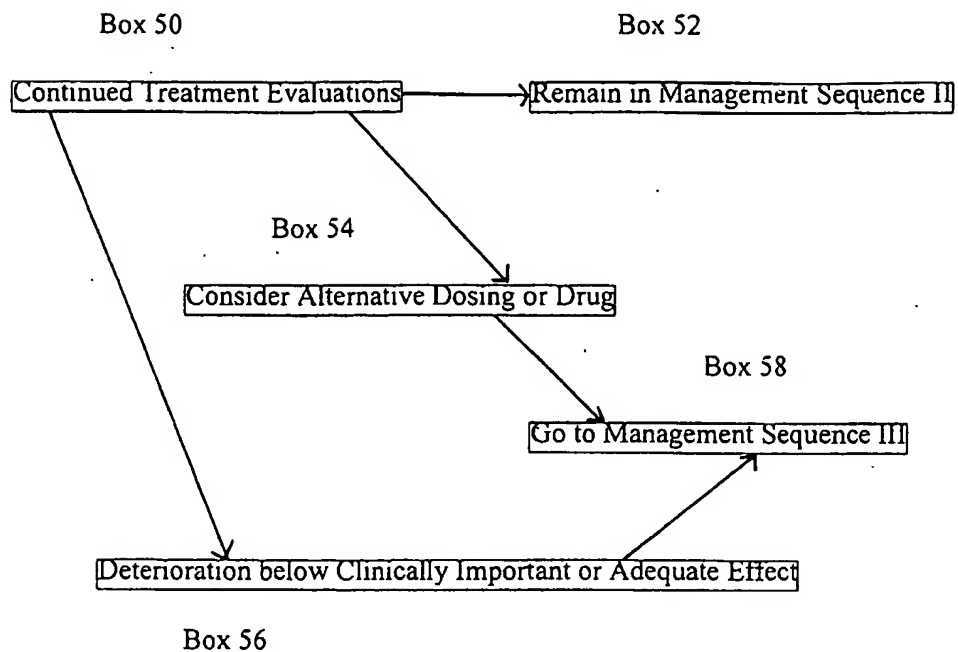 Box 50
Box 52
Continued Treatment Evaluations
Remain in Management Sequence II
Box 54
Consider Alternative Dosing or Drug
Box 58
Go to Management Sequence III
Deterioration below Clinically Important or Adequate Effect
Box 56